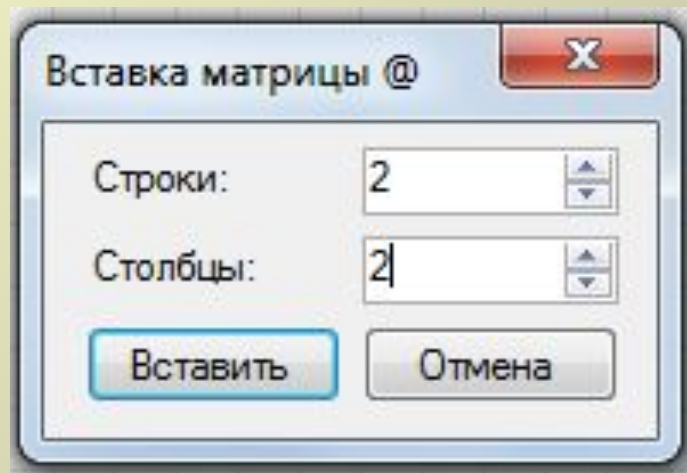 Вставка матрицы @
Строки: 2
Столбцы: 2
Вставить Отмена